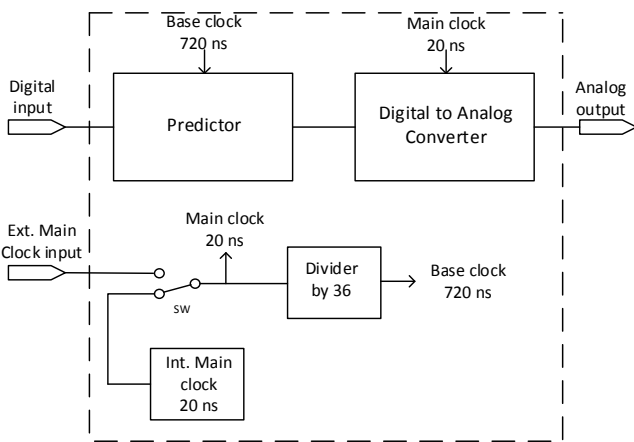 Base clock
720 ns
Main clock
20 ns
Digital
input
Predictor
Digital to Analog
Converter
Analog
output
Ext. Main
Clock input
Main clock
20 ns
SW
Divider
by 36
Base clock
720 ns
Int. Main
clock
20 ns